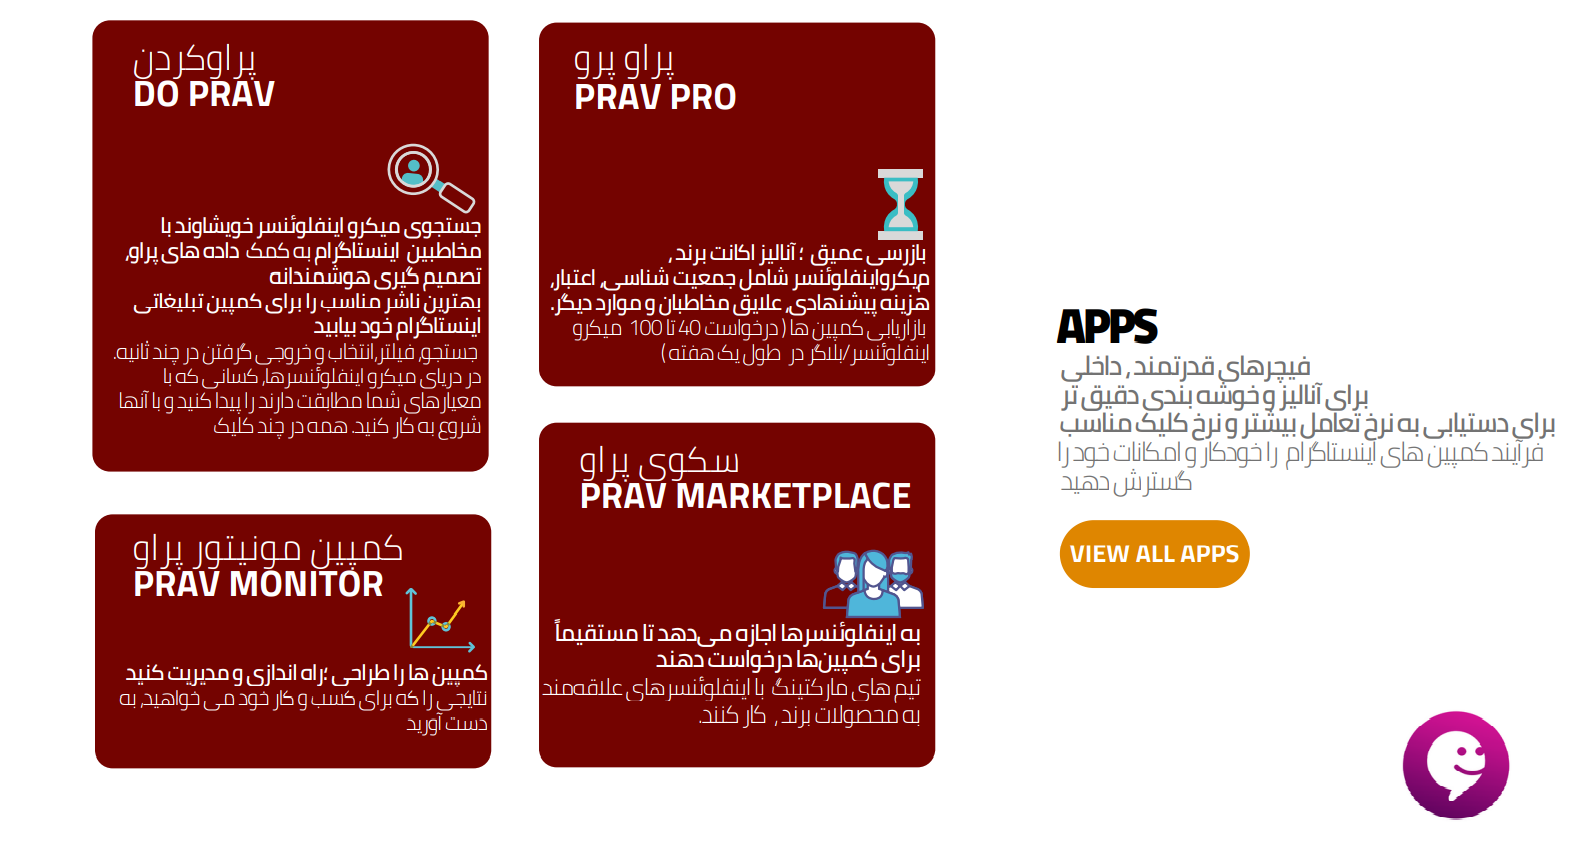 پراوکردن
DO PRAV
جستجوی میکرو اینفلوئنسر خویشاوند با
مخاطبین اینستاگرام به کمک داده های پراو,
تصمیم گیری هوشمندانه
بهترین ناشر مناسب را برای کمپین تبلیغاتی
اینستاگرام خود بیابید
جستجو, فیلتر,انتخاب و خروجی گرفتن در چند ثانیه.
در دریای میکرو اینفلوئنسرها, کسانی که با
معیارهای شما مطابقت دارند را پیدا کنید و با آنها
شروع به کار کنید. همه در چند کلیک
پراو پرو
PRAV PRO
بازرسی عمیق ؛ آنالیز اکانت برند ,
میکرواینفلوئنسر شامل جمعیت شناسی, اعتبار,
هزینه پیشنهادی, علایق مخاطبان و موارد دیگر.
بازاریابی کمپین ها ( درخواست 40 تا 100 میکرو
اینفلوئنسر/بلاگر در طول یک هفته )
کمپین مونیتور پراو
PRAV MONITOR
کمپین ها را طراحی ؛راه اندازی و مدیریت کنید
نتایجی را که برای کسب و کار خود می خواهید, به
دست آورید
سکوی پراو
PRAV MARKETPLACE
به اینفلوئنسرها اجازه می‌دهد تا مستقیماً
برای کمپین‌ها درخواست دهند
تیم های مارکتینگ با اینفلوئنسرهای علاقه‌مند
به محصولات برند , کار کنند.
APPS
فیچرهای قدرتمند , داخلی
برای آنالیز و خوشه بندی دقیق تر
برای دستیابی به نرخ تعامل بیشتر و نرخ کلیک مناسب
فرآیند کمپین های اینستاگرام را خودکار و امکانات خود را
گسترش دهید
VIEW ALL APPS